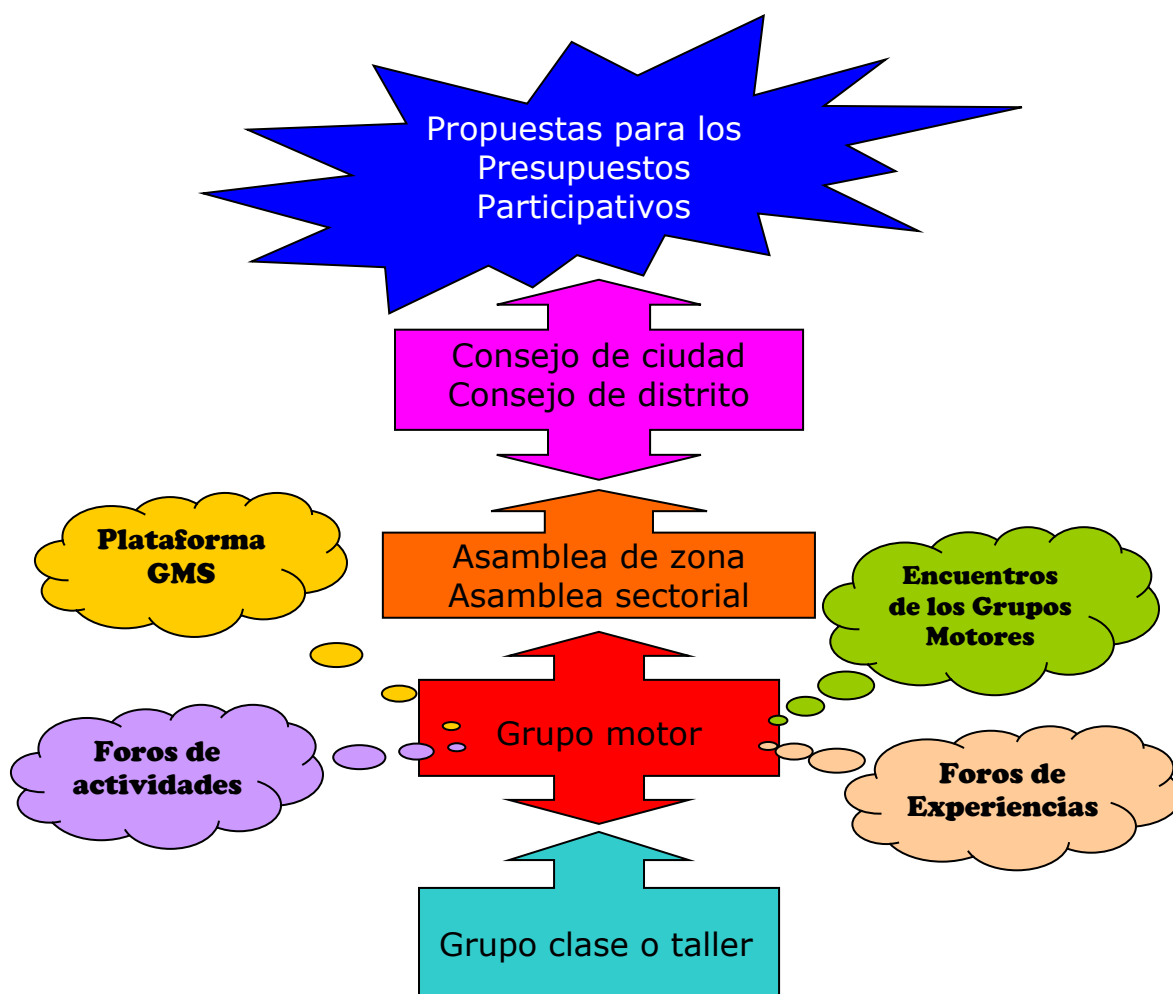 Propuestas para los
Presupuestos
Participativos
Consejo de ciudad
Consejo de distrito
Plataforma
GMS
Asamblea de zona
Asamblea sectorial
Encuentros
de los Grupos
Motores
Grupo motor
Foros de
actividades
Foros de
Experiencias
Grupo clase o taller